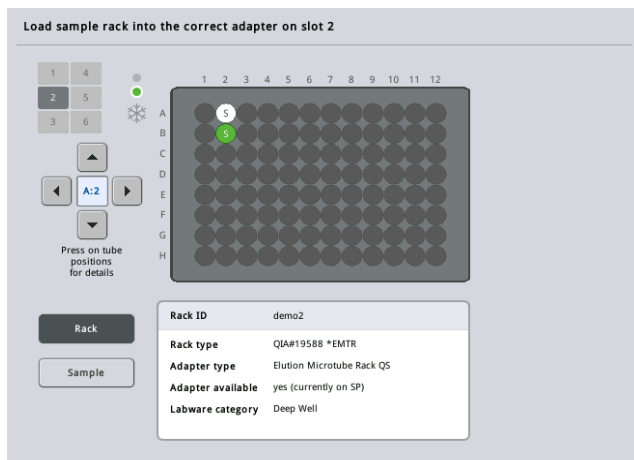 Load sample rack into the correct adapter on slot 2
1 4
2 5
3 6
1 2 3 4 5 6 7 8 9 10 11 12
A S
B S
C
D
E
F
G
H
A:2
Press on tube
positions
for details
Rack
Sample
Rack ID demo2
Rack type QIA#19588 *EMTR
Adapter type Elution Microtube Rack QS
Adapter available yes (currently on SP)
Labware category Deep Well